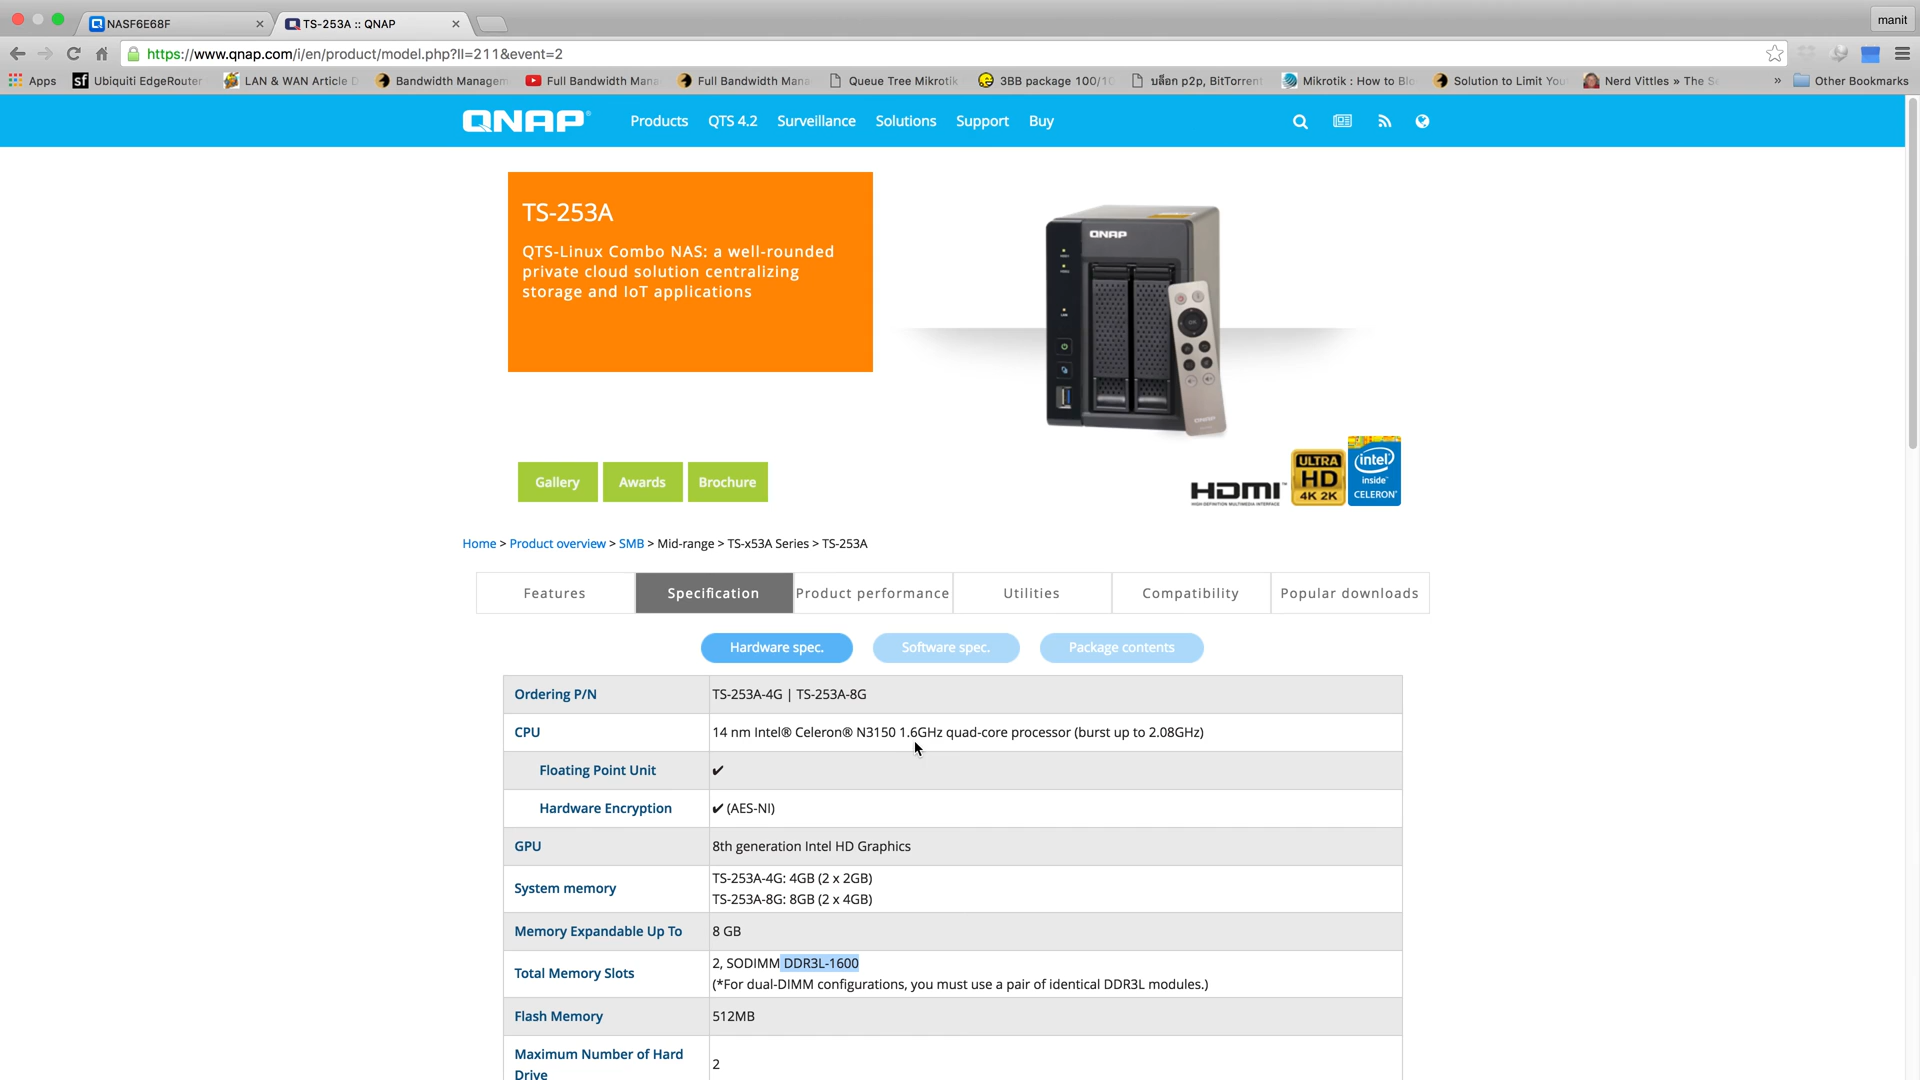 NASF6E68F
TS-253A :: QNAP
manit
https://www.qnap.com/i/en/product/model.php?II=211&event=2
Apps
Ubiquiti EdgeRouter
LAN & WAN Article D
Bandwidth Managem
Full Bandwidth Mana
Full Bandwidth Mana
Queue Tree Mikrotik
3BB package 100/10
บล็อก p2p, BitTorrent
Mikrotik : How to Blo
Solution to Limit You
Nerd Vittles » The S
»
Other Bookmarks
QNAP
Products
QTS 4.2
Surveillance
Solutions
Support
Buy
TS-253A
QTS-Linux Combo NAS: a well-rounded
private cloud solution centralizing
storage and IoT applications
QNAP
Gallery
Awards
Brochure
HDMI
HIGH-DEFINITION MULTIMEDIA INTERFACE
ULTRA
HD
4K 2K
intel
inside
CELERON
Home > Product overview > SMB > Mid-range > TS-x53A Series > TS-253A
Features
Specification
Product performance
Utilities
Compatibility
Popular downloads
Hardware spec.
Software spec.
Package contents
Ordering P/N
TS-253A-4G | TS-253A-8G
CPU
14 nm Intel® Celeron® N3150 1.6GHz quad-core processor (burst up to 2.08GHz)
Floating Point Unit
✔
Hardware Encryption
✔ (AES-NI)
GPU
8th generation Intel HD Graphics
System memory
TS-253A-4G: 4GB (2 x 2GB)
TS-253A-8G: 8GB (2 x 4GB)
Memory Expandable Up To
8 GB
Total Memory Slots
2, SODIMM DDR3L-1600
(*For dual-DIMM configurations, you must use a pair of identical DDR3L modules.)
Flash Memory
512MB
Maximum Number of Hard
Drive
2